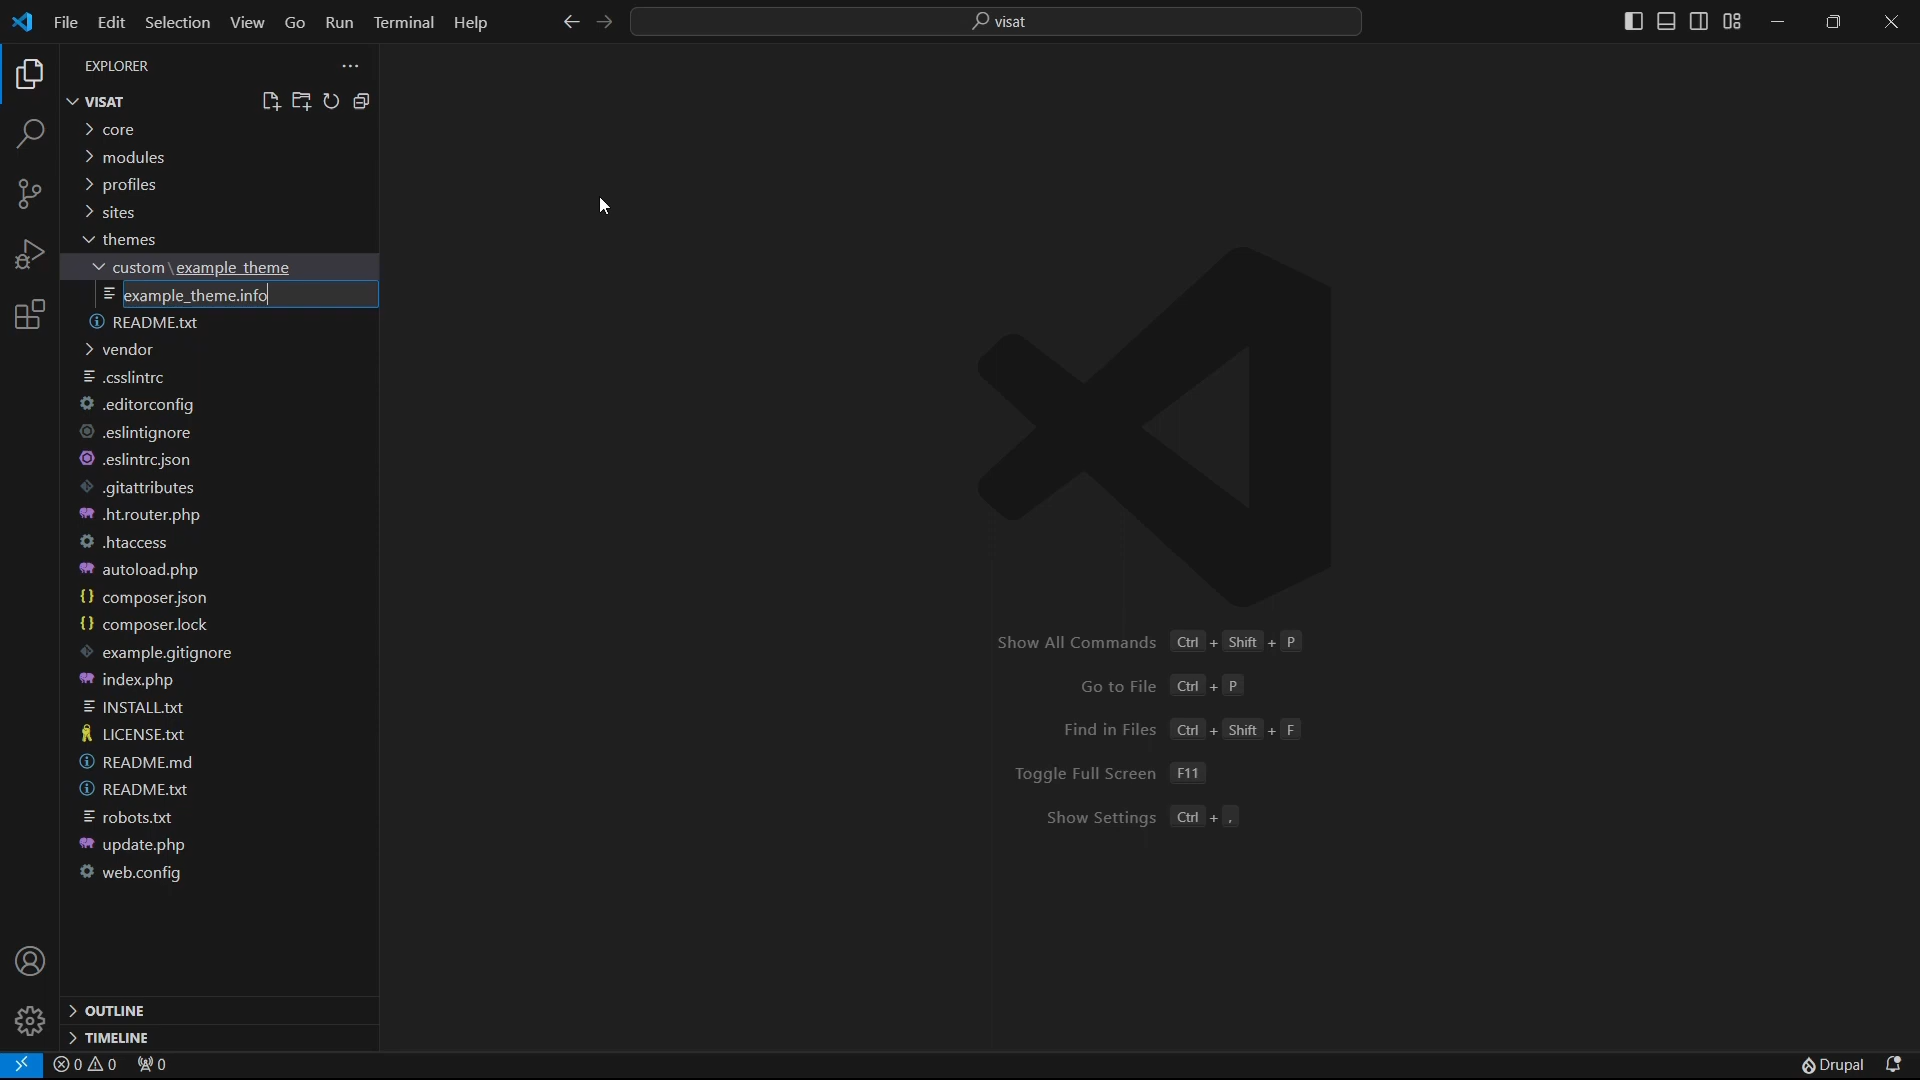 File Edit Selection View Go Run Terminal Help
visat
EXPLORER
VISAT
core
modules
profiles
sites
themes
custom\example_theme
example_theme.info
README.txt
vendor
.csslintrc
.editorconfig
.eslintignore
.eslintrc.json
.gitattributes
.ht.router.php
.htaccess
autoload.php
composer.json
composer.lock
example.gitignore
index.php
INSTALL.txt
LICENSE.txt
README.md
README.txt
robots.txt
update.php
web.config
OUTLINE
TIMELINE
Show All Commands Ctrl + Shift + P
Go to File Ctrl + P
Find in Files Ctrl + Shift + F
Toggle Full Screen F11
Show Settings Ctrl + ,
0 0 0 Drupal